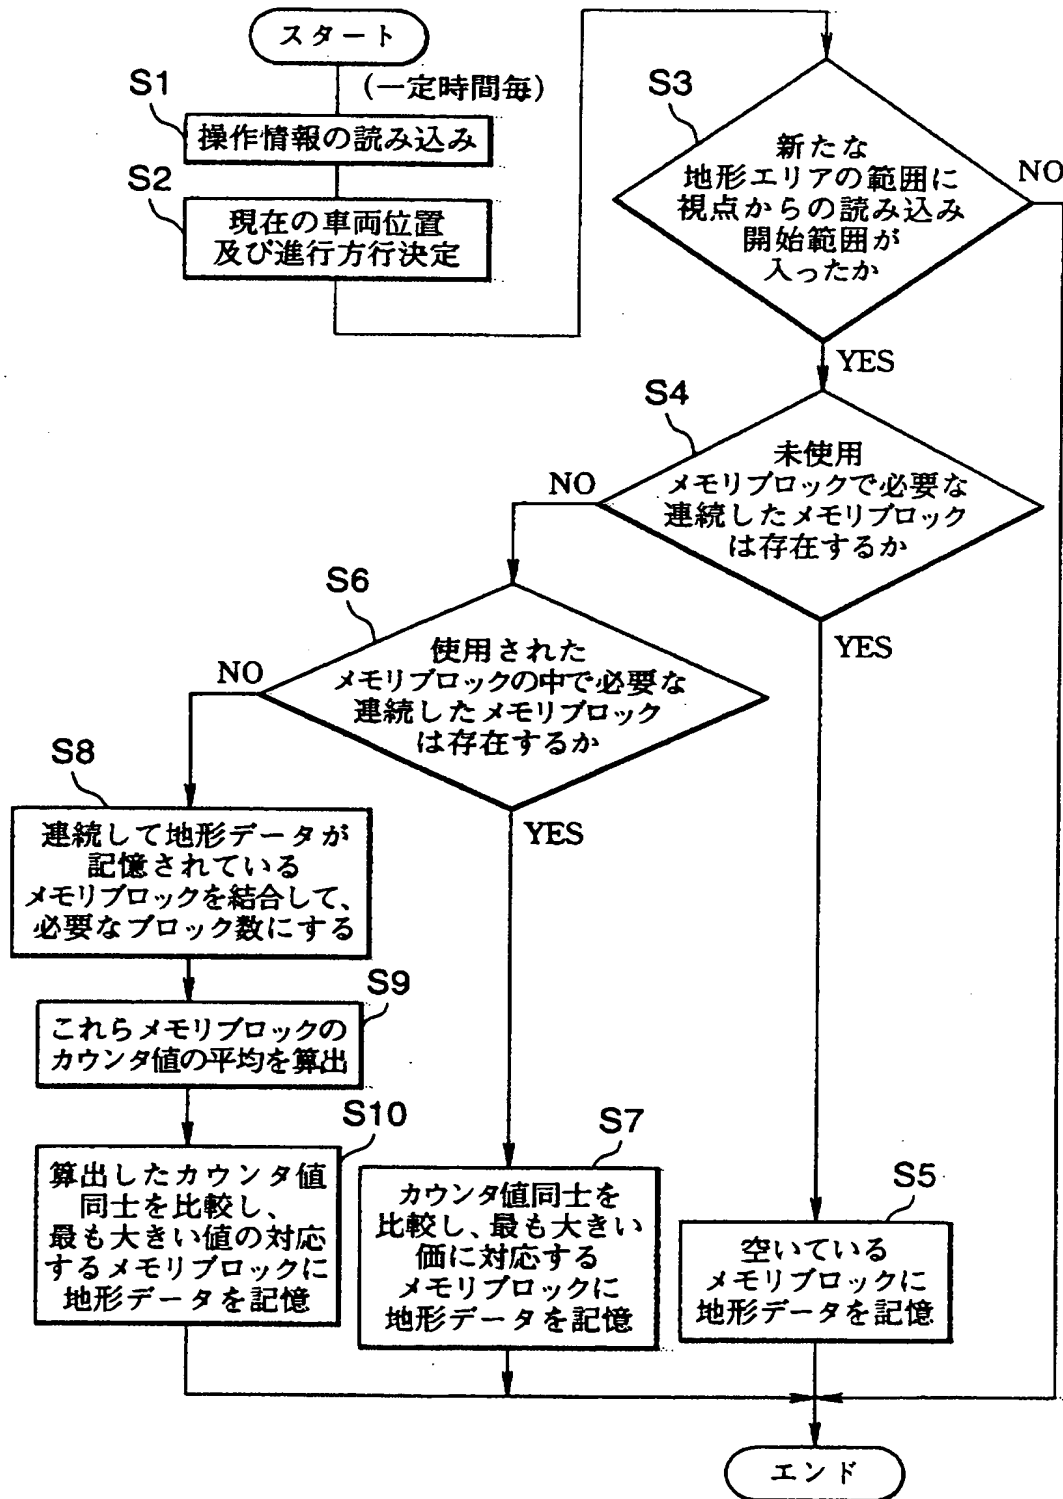 スタート
(一定時間毎)
S1
操作情報の読み込み
S2
現在の車両位置
及び進行方行決定
S3
新たな
地形エリアの範囲に
視点からの読み込み
開始範囲が
入ったか
NO
YES
S4
未使用
メモリブロックで必要な
連続したメモリブロック
は存在するか
NO
YES
S6
使用された
メモリブロックの中で必要な
連続したメモリブロック
は存在するか
NO
YES
S8
連続して地形データが
記憶されている
メモリブロックを結合して、
必要なブロック数にする
S9
これらメモリブロックの
カウンタ値の平均を算出
S10
算出したカウンタ値
同士を比較し、
最も大きい値の対応
するメモリブロックに
地形データを記憶
S7
カウンタ値同士を
比較し、最も大きい
価に対応する
メモリブロックに
地形データを記憶
S5
空いている
メモリブロックに
地形データを記憶
エンド